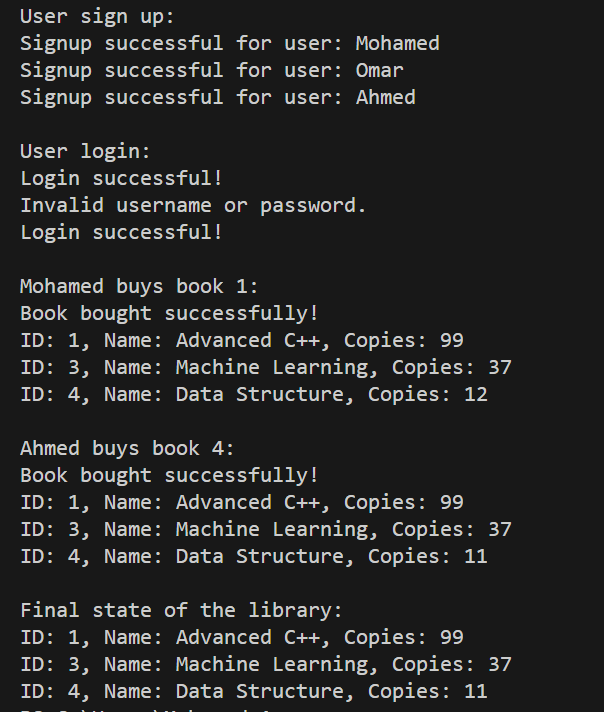 User sign up:
Signup successful for user: Mohamed
Signup successful for user: Omar
Signup successful for user: Ahmed
User login:
Login successful!
Invalid username or password.
Login successful!
Mohamed buys book 1:
Book bought successfully!
ID: 1, Name: Advanced C++, Copies: 99
ID: 3, Name: Machine Learning, Copies: 37
ID: 4, Name: Data Structure, Copies: 12
Ahmed buys book 4:
Book bought successfully!
ID: 1, Name: Advanced C++, Copies: 99
ID: 3, Name: Machine Learning, Copies: 37
ID: 4, Name: Data Structure, Copies: 11
Final state of the library:
ID: 1, Name: Advanced C++, Copies: 99
ID: 3, Name: Machine Learning, Copies: 37
ID: 4, Name: Data Structure, Copies: 11